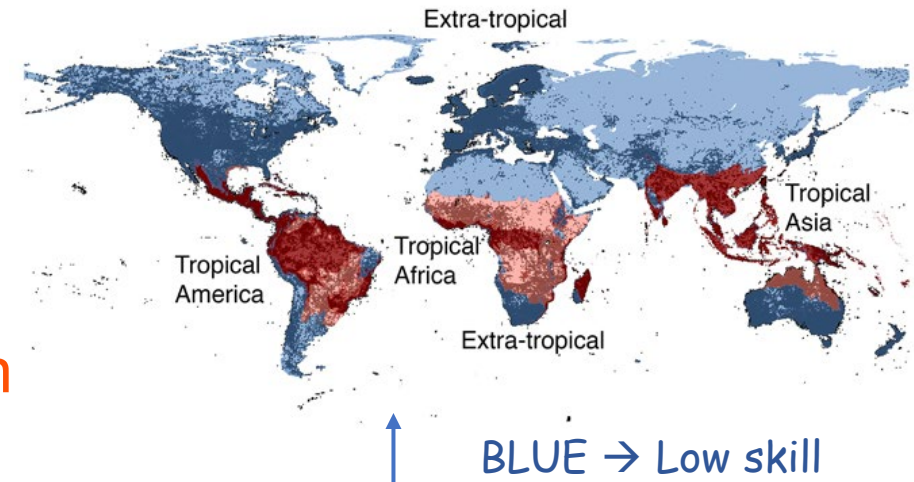 Extra-tropical
Tropical
Asia
Tropical
Africa
Tropical
America
Extra-tropical
n
BLUE → Low skill